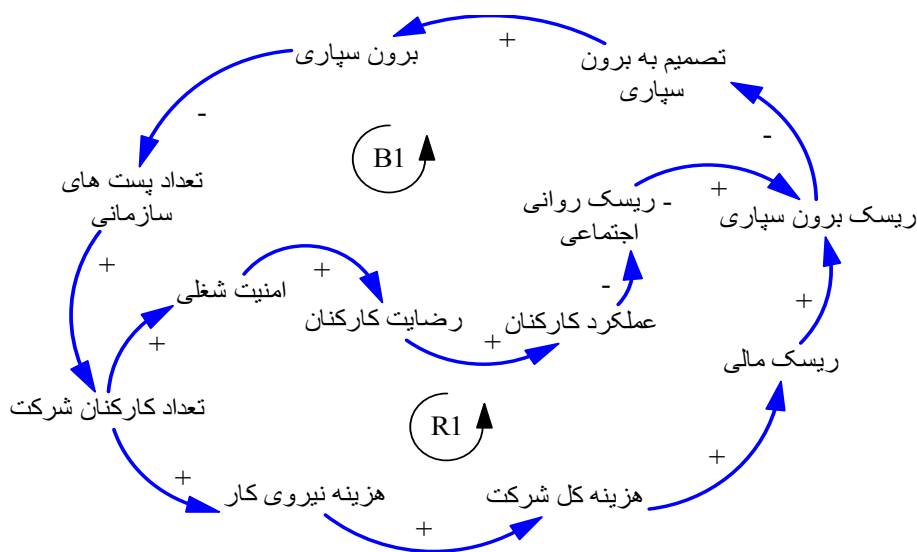 +
برون سپاری
تصمیم به برون
سپاری
-
-
B1
تعداد پست های
سازمانی
ریسک روانی -
اجتماعی
+
ریسک برون سپاری
+
امنیت شغلی
+
رضایت کارکنان
-
عملکرد کارکنان
+
+
+
ریسک مالی
تعداد کارکنان شرکت
R1
+
+
هزینه نیروی کار
هزینه کل شرکت
+